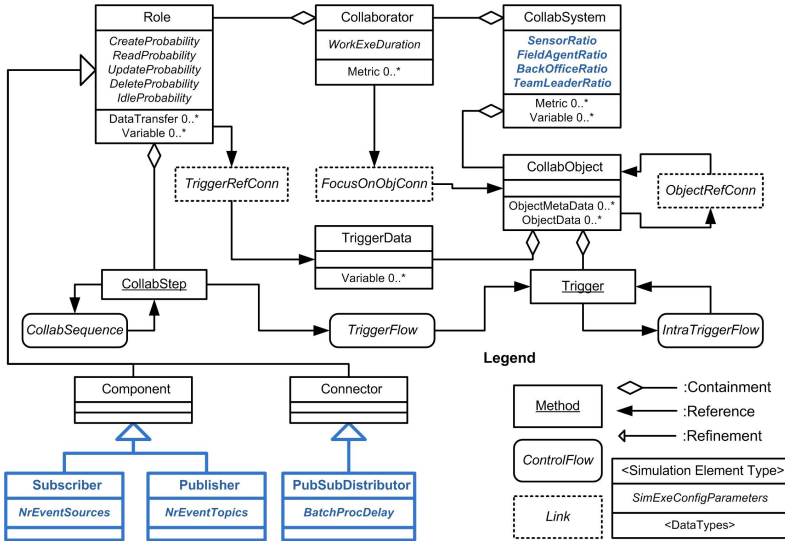 Role
CreateProbability
ReadProbability
UpdateProbability
DeleteProbability
IdleProbability
DataTransfer 0..*
Variable 0..*
Collaborator
WorkExeDuration
Metric 0..*
CollabSystem
SensorRatio
FieldAgentRatio
BackOfficeRatio
TeamLeaderRatio
Metric 0..*
Variable 0..*
TriggerRefConn
FocusOnObjConn
CollabObject
ObjectMetaData 0..*
ObjectData 0..*
ObjectRefConn
TriggerData
Variable 0..*
CollabStep
Trigger
CollabSequence
TriggerFlow
IntraTriggerFlow
Component
Connector
Subscriber
NrEventSources
Publisher
NrEventTopics
PubSubDistributor
BatchProcDelay
Legend
Method
ControlFlow
Link
:Containment
:Reference
:Refinement
<Simulation Element Type>
SimExeConfigParameters
<DataTypes>